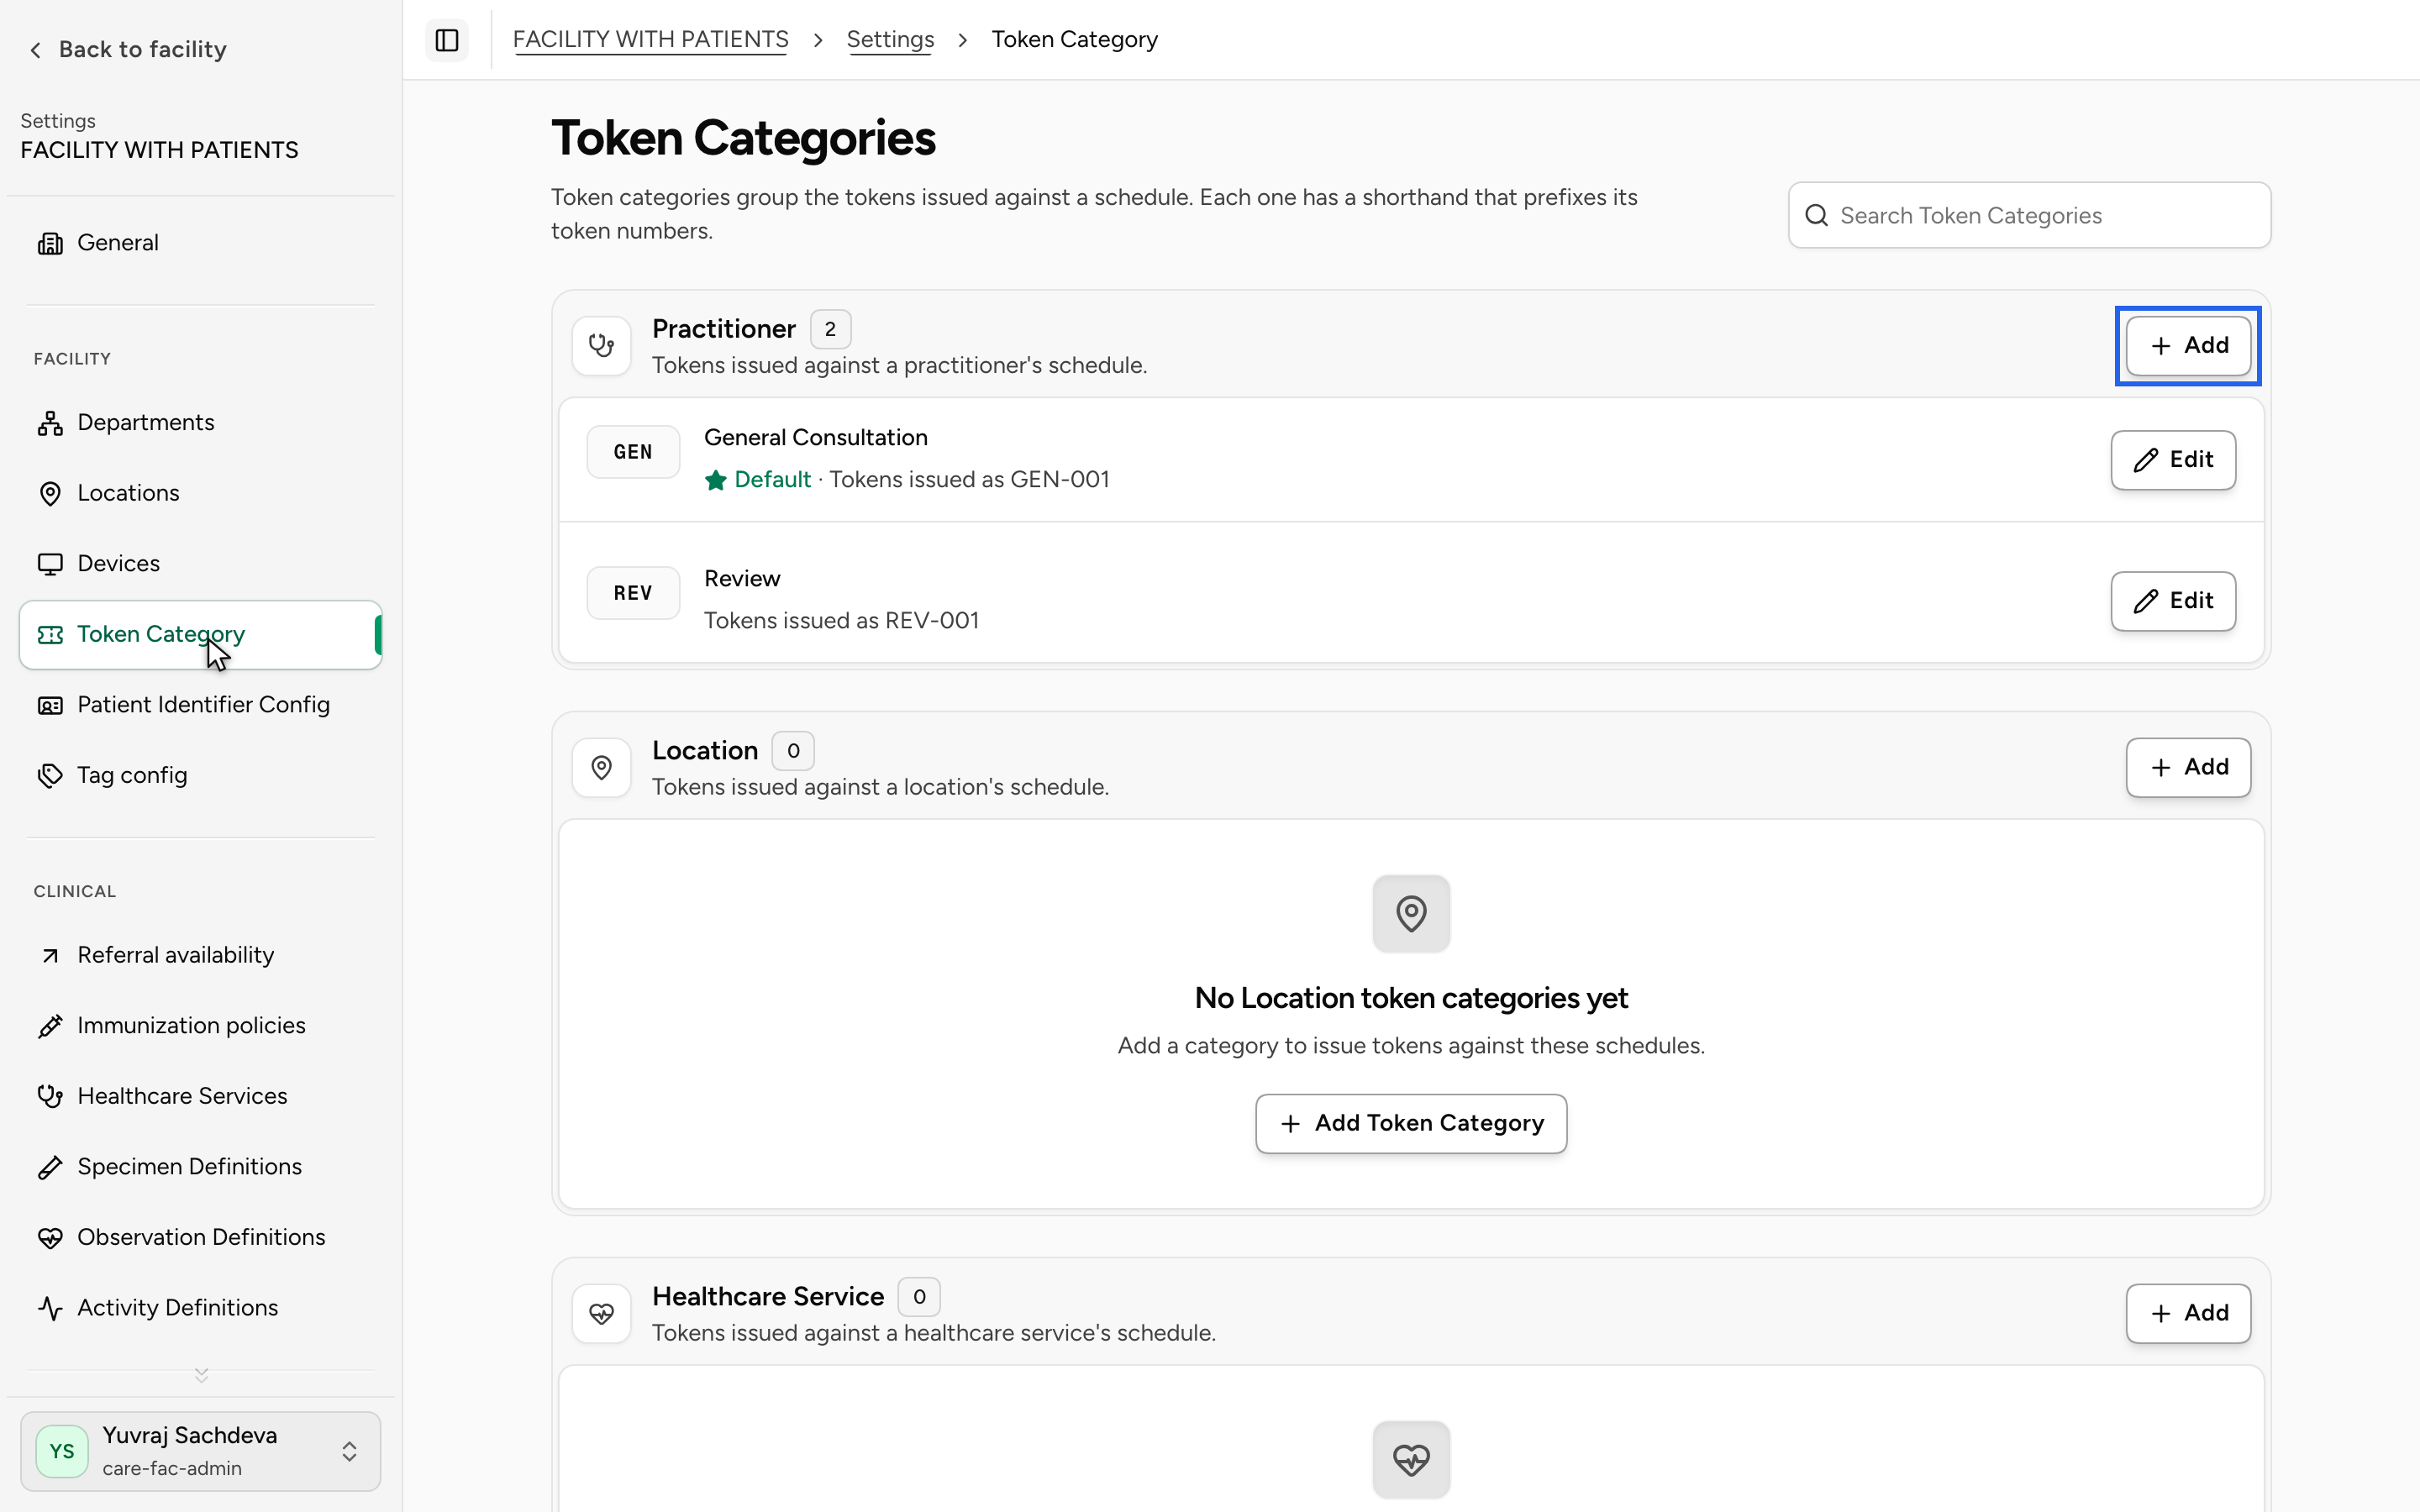 Back to facility
Settings
FACILITY WITH PATIENTS
General
FACILITY
Departments
Locations
Devices
Token Category
Patient Identifier Config
Tag config
CLINICAL
Referral availability
Immunization policies
Healthcare Services
Specimen Definitions
Observation Definitions
Activity Definitions
YS
Yuvraj Sachdeva
care-fac-admin
FACILITY WITH PATIENTS > Settings > Token Category
Token Categories
Token categories group the tokens issued against a schedule. Each one has a shorthand that prefixes its
token numbers.
Search Token Categories
Practitioner 2
Tokens issued against a practitioner's schedule.
+ Add
GEN
General Consultation
Default · Tokens issued as GEN-001
Edit
REV
Review
Tokens issued as REV-001
Edit
Location 0
Tokens issued against a location's schedule.
+ Add
No Location token categories yet
Add a category to issue tokens against these schedules.
+ Add Token Category
Healthcare Service 0
Tokens issued against a healthcare service's schedule.
+ Add